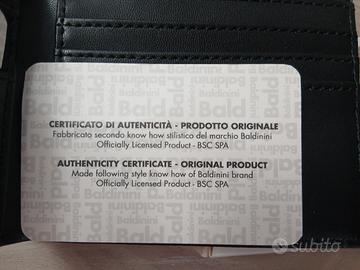 CERTIFICATO DI AUTENTICITÀ - PRODOTTO ORIGINALE
Fabbricato secondo know how stilistico del marchio Baldinini
Officially Licensed Product - BSC SPA
AUTHENTICITY CERTIFICATE - ORIGINAL PRODUCT
Made following style know how of Baldinini brand
Officially Licensed Product - BSC SPA
Baldinini
subito